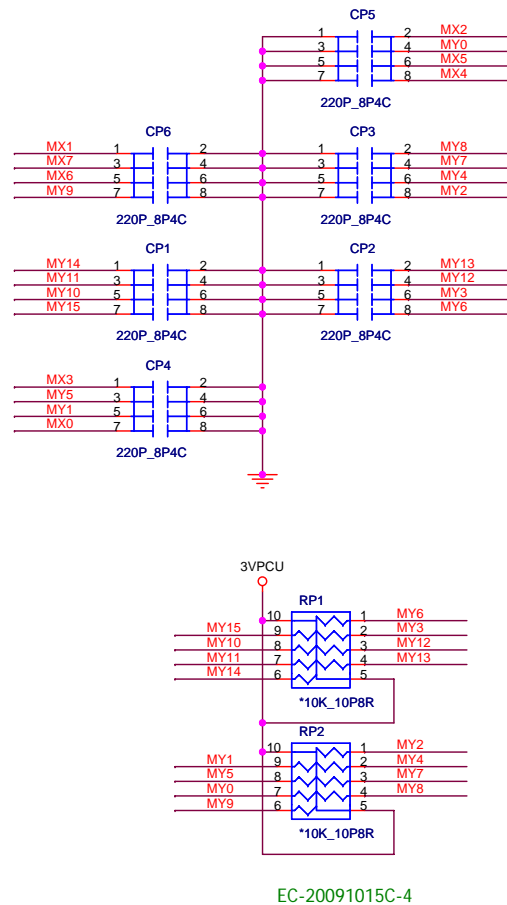 CP5
1 2 MX2
3 4 MY0
5 6 MX5
7 8 MX4
220P_8P4C
CP6 CP3
MX1 1 2 1 2 MY8
MX7 3 4 3 4 MY7
MX6 5 6 5 6 MY4
MY9 7 8 7 8 MY2
220P_8P4C 220P_8P4C
CP1 CP2
MY14 1 2 1 2 MY13
MY11 3 4 3 4 MY12
MY10 5 6 5 6 MY3
MY15 7 8 7 8 MY6
220P_8P4C 220P_8P4C
CP4
MX3 1 2
MY5 3 4
MY1 5 6
MX0 7 8
220P_8P4C
3VPCU
RP1
10 1 MY6
MY15 9 2 MY3
MY10 8 3 MY12
MY11 7 4 MY13
MY14 6 5
*10K_10P8R
RP2
10 1 MY2
MY1 9 2 MY4
MY5 8 3 MY7
MY0 7 4 MY8
MY9 6 5
*10K_10P8R
EC-20091015C-4